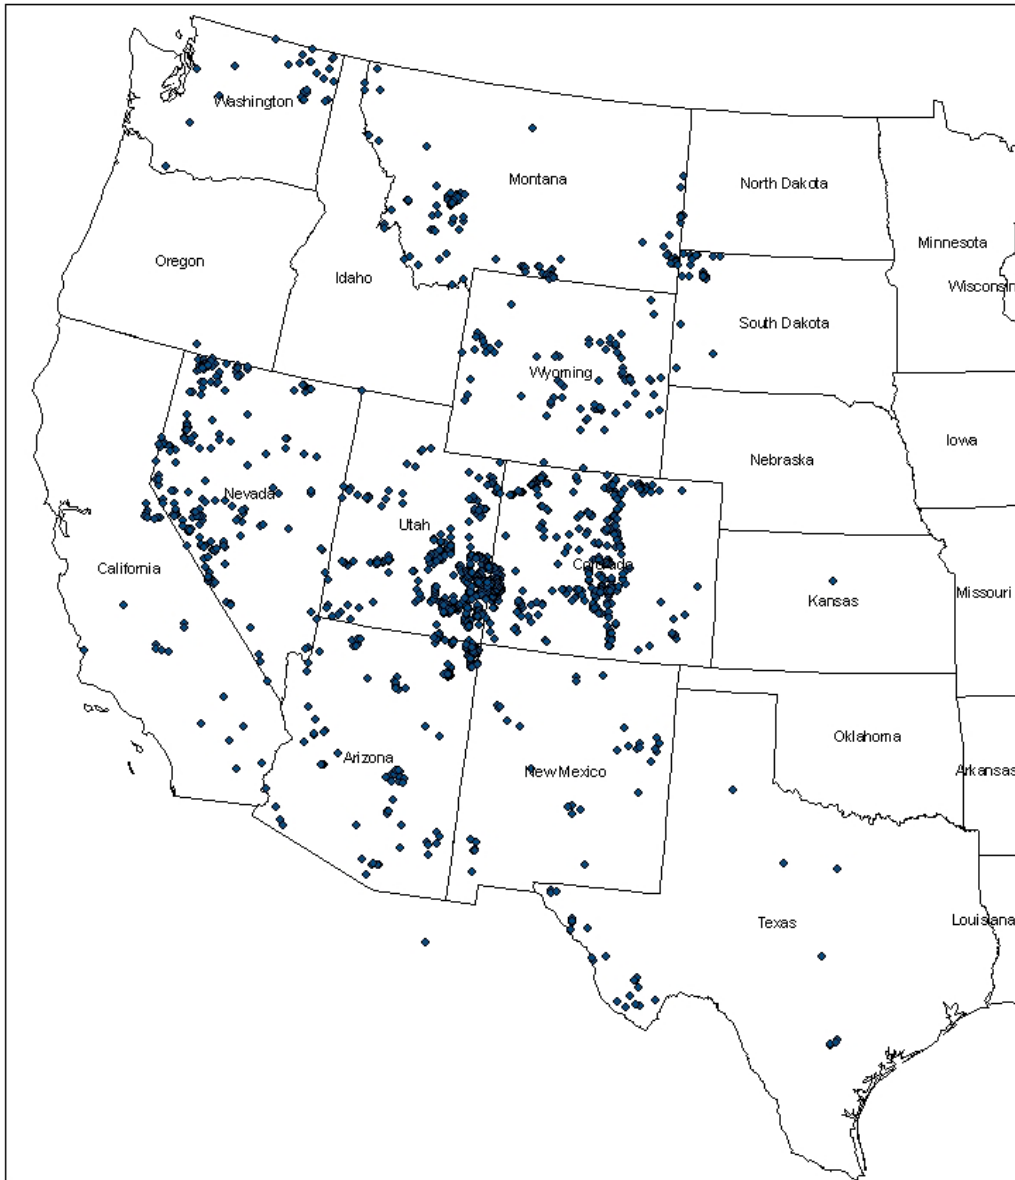 Washington
Montana
North Dakota
Minnesota
Oregon
Idaho
Wisconsin
South Dakota
Wyoming
Iowa
Nebraska
Nevada
Utah
California
Colorado
Kansas
Missouri
Oklahoma
Arizona
New Mexico
Arkansas
Texas
Louisiana